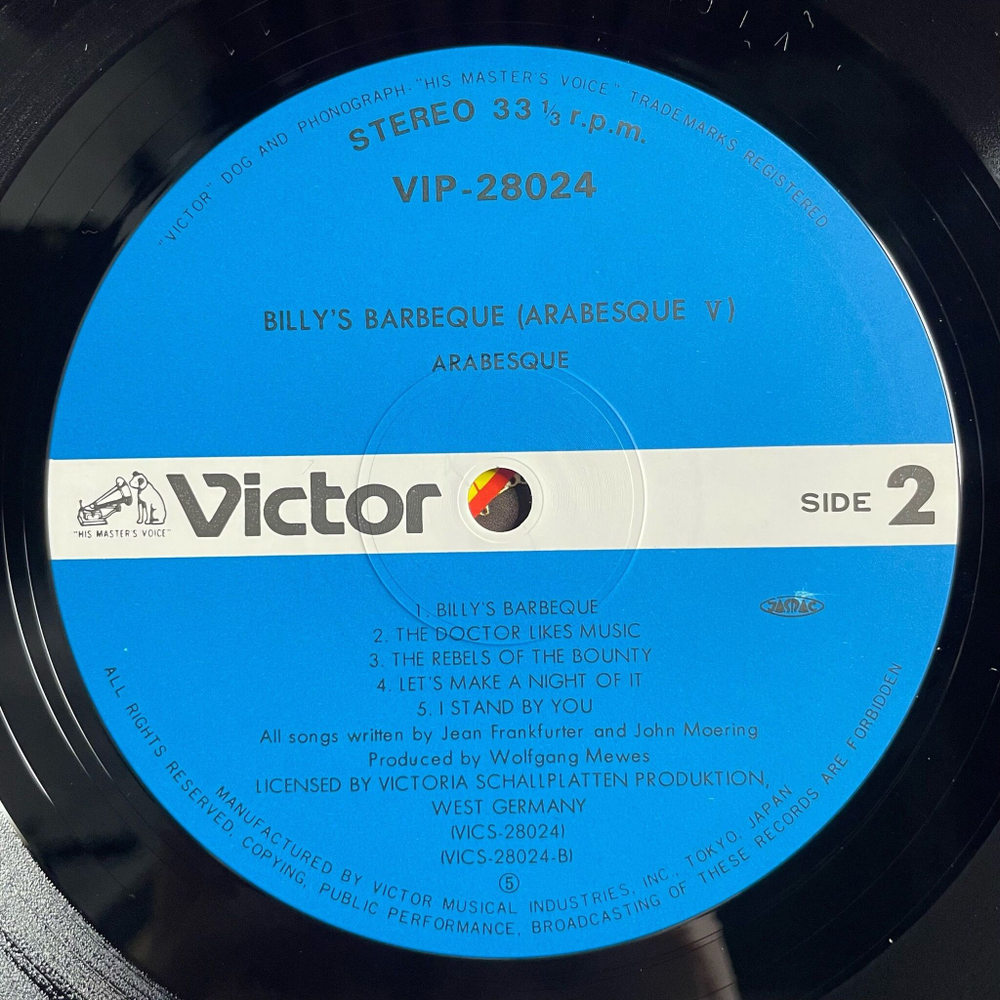 "VICTOR" DOG AND PHONOGRAPH·"HIS MASTER'S VOICE" TRADEMARKS REGISTERED
STEREO 33 1/3 r.p.m.
VIP-28024
BILLY'S BARBEQUE (ARABESQUE V)
ARABESQUE
"HIS MASTER'S VOICE"
Victor
SIDE 2
JASRAC
1. BILLY'S BARBEQUE
2. THE DOCTOR LIKES MUSIC
3. THE REBELS OF THE BOUNTY
4. LET'S MAKE A NIGHT OF IT
5. I STAND BY YOU
All songs written by Jean Frankfurter and John Moering
Produced by Wolfgang Mewes
LICENSED BY VICTORIA SCHALLPLATTEN PRODUKTION,
WEST GERMANY
(VICS-28024)
(VICS-28024-B)
⑤
MANUFACTURED BY VICTOR MUSICAL INDUSTRIES, INC., TOKYO, JAPAN
ALL RIGHTS RESERVED. COPYING, PUBLIC PERFORMANCE, BROADCASTING OF THESE RECORDS ARE FORBIDDEN